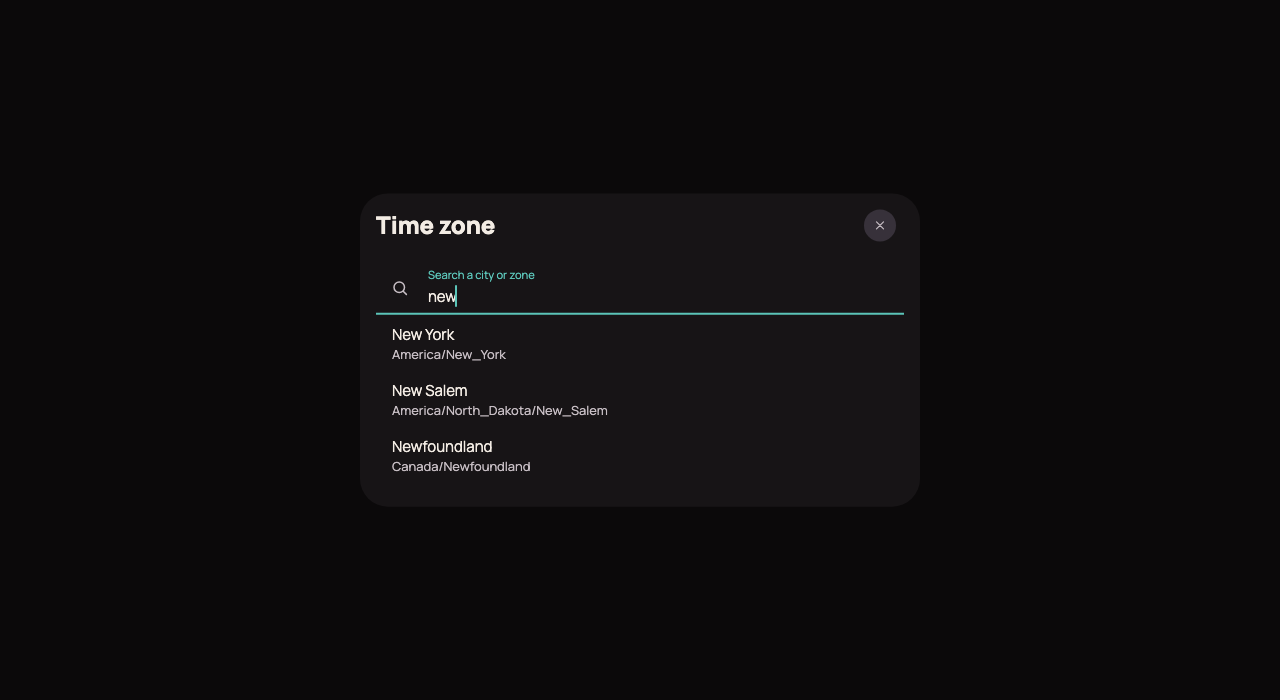 Time zone
Search a city or zone
new
New York
America/New_York
New Salem
America/North_Dakota/New_Salem
Newfoundland
Canada/Newfoundland